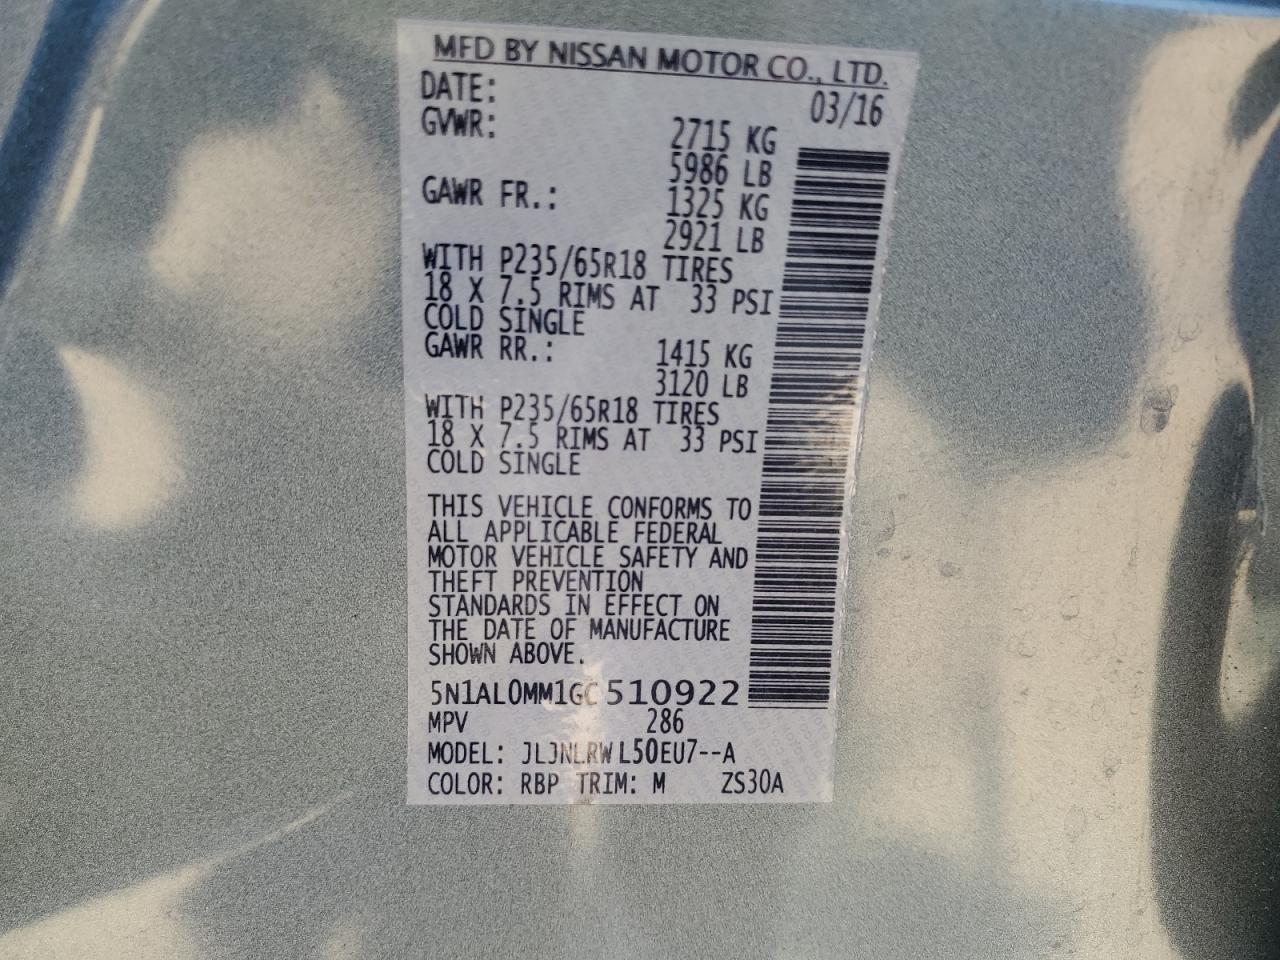 MFD BY NISSAN MOTOR CO., LTD.
DATE: 03/16
GVWR: 2715 KG
5986 LB
GAWR FR.: 1325 KG
2921 LB
WITH P235/65R18 TIRES
18 X 7.5 RIMS AT 33 PSI
COLD SINGLE
GAWR RR.: 1415 KG
3120 LB
WITH P235/65R18 TIRES
18 X 7.5 RIMS AT 33 PSI
COLD SINGLE
THIS VEHICLE CONFORMS TO
ALL APPLICABLE FEDERAL
MOTOR VEHICLE SAFETY AND
THEFT PREVENTION
STANDARDS IN EFFECT ON
THE DATE OF MANUFACTURE
SHOWN ABOVE.
5N1AL0MM1GC510922
MPV 286
MODEL: JLJNLRWL50EU7--A
COLOR: RBP TRIM: M ZS30A